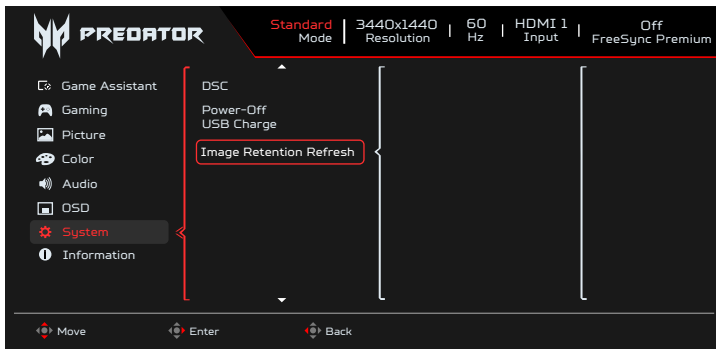 PREDATOR
Standard Mode
3440x1440 Resolution
60 Hz
HDMI 1 Input
Off FreeSync Premium
Game Assistant
Gaming
Picture
Color
Audio
OSD
System
Information
DSC
Power-Off
USB Charge
Image Retention Refresh
Move
Enter
Back